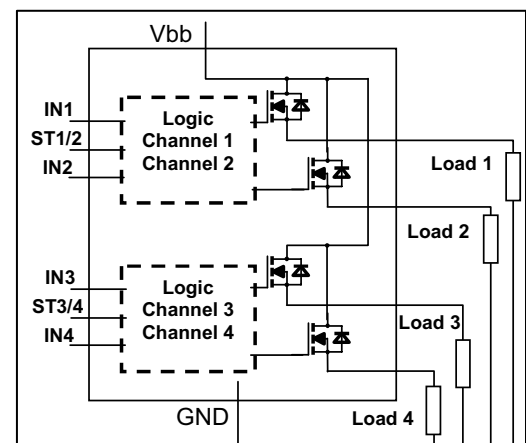 Vbb
IN1
ST1/2
IN2
Logic
Channel 1
Channel 2
Load 1
Load 2
IN3
ST3/4
IN4
Logic
Channel 3
Channel 4
Load 3
Load 4
GND